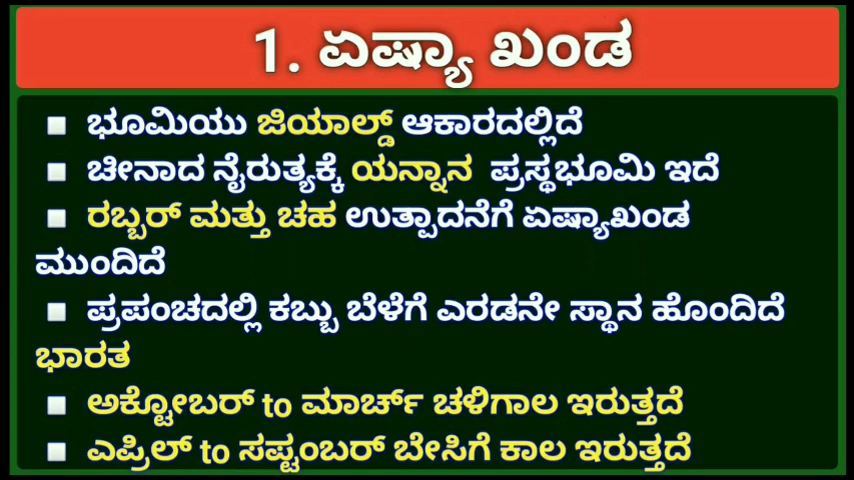 1. ಏಷ್ಯಾ ಖಂಡ
ಭೂಮಿಯು ಜಿಯಾಲ್ಡ್ ಆಕಾರದಲ್ಲಿದೆ
ಚೀನಾದ ನೈರುತ್ಯಕ್ಕೆ ಯನ್ನಾನ ಪ್ರಸ್ಥಭೂಮಿ ಇದೆ
ರಬ್ಬರ್ ಮತ್ತು ಚಹ ಉತ್ಪಾದನೆಗೆ ಏಷ್ಯಾಖಂಡ
ಮುಂದಿದೆ
ಪ್ರಪಂಚದಲ್ಲಿ ಕಬ್ಬು ಬೆಳೆಗೆ ಎರಡನೇ ಸ್ಥಾನ ಹೊಂದಿದೆ
ಭಾರತ
ಅಕ್ಟೋಬರ್ to ಮಾರ್ಚ್ ಚಳಿಗಾಲ ಇರುತ್ತದೆ
ಎಪ್ರಿಲ್ to ಸಪ್ಟಂಬರ್ ಬೇಸಿಗೆ ಕಾಲ ಇರುತ್ತದೆ